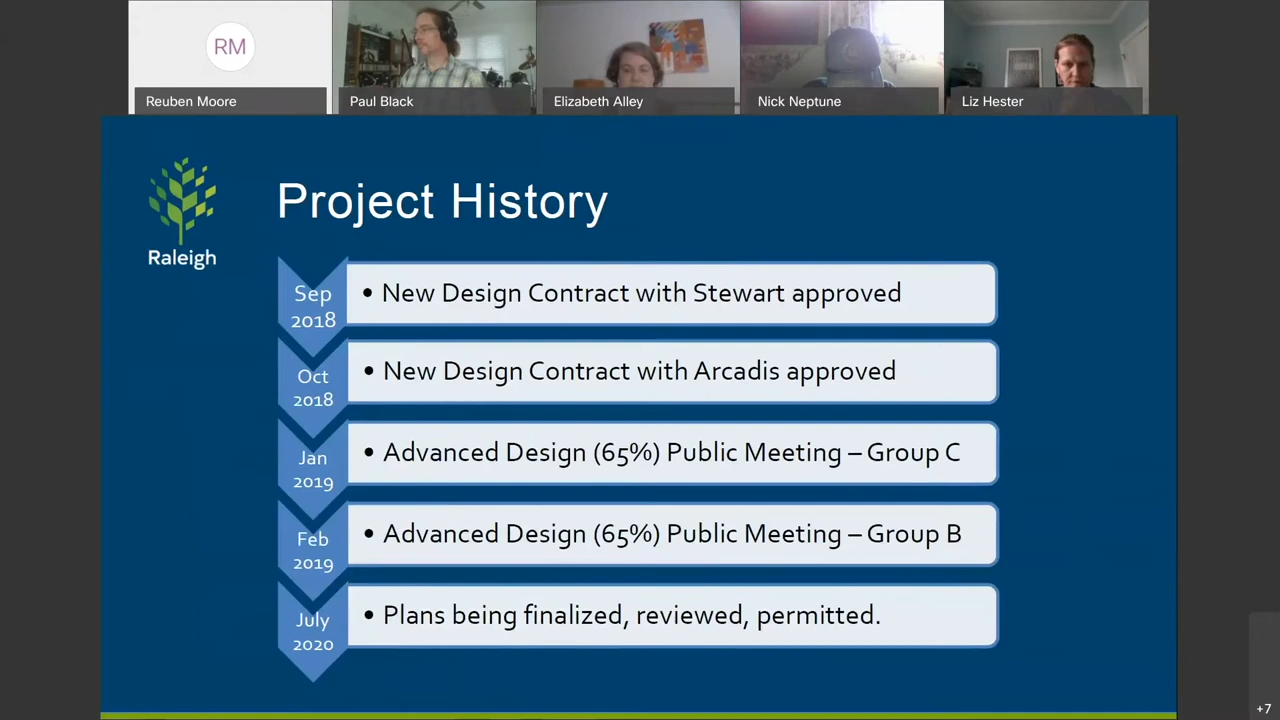 RM
Reuben Moore
Paul Black
Elizabeth Alley
Nick Neptune
Liz Hester
Raleigh
Project History
Sep
2018
• New Design Contract with Stewart approved
Oct
2018
• New Design Contract with Arcadis approved
Jan
2019
• Advanced Design (65%) Public Meeting – Group C
Feb
2019
• Advanced Design (65%) Public Meeting – Group B
July
2020
• Plans being finalized, reviewed, permitted.
+7